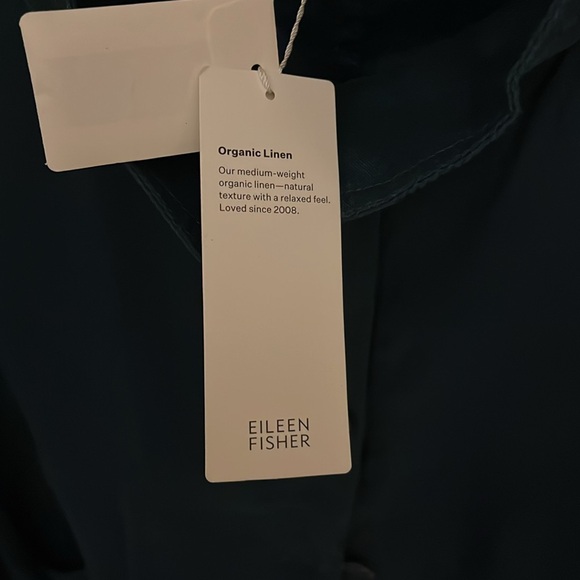 Organic Linen
Our medium-weight
organic linen—natural
texture with a relaxed feel.
Loved since 2008.
EILEEN
FISHER